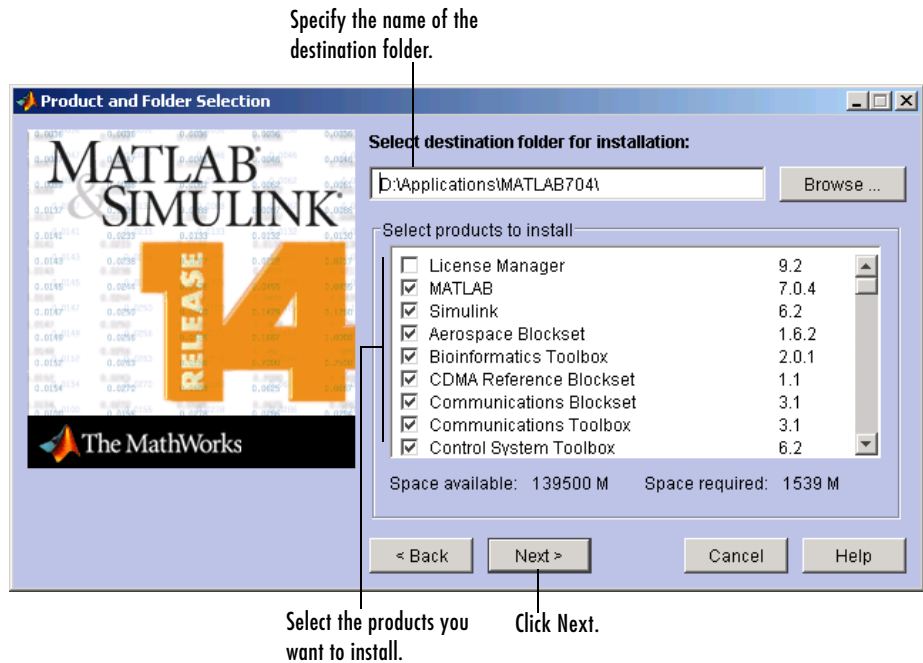 Specify the name of the
destination folder.
Product and Folder Selection
MATLAB®
& SIMULINK®
RELEASE 14
The MathWorks
Select destination folder for installation:
D:\Applications\MATLAB704\
Browse ...
Select products to install
License Manager 9.2
MATLAB 7.0.4
Simulink 6.2
Aerospace Blockset 1.6.2
Bioinformatics Toolbox 2.0.1
CDMA Reference Blockset 1.1
Communications Blockset 3.1
Communications Toolbox 3.1
Control System Toolbox 6.2
Space available: 139500 M Space required: 1539 M
< Back Next > Cancel Help
Select the products you
want to install.
Click Next.